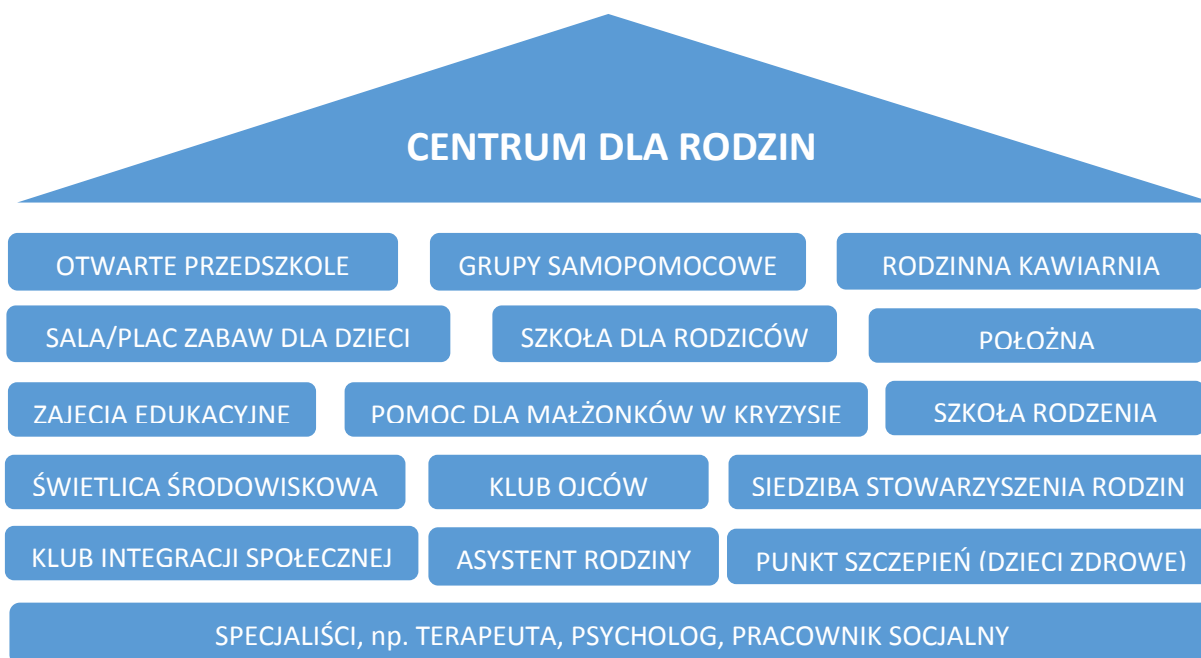 CENTRUM DLA RODZIN
OTWARTE PRZEDSZKOLE
GRUPY SAMOPOMOCOWE
RODZINNA KAWIARNIA
SALA/PLAC ZABAW DLA DZIECI
SZKOŁA DLA RODZICÓW
POŁOŻNA
ZAJĘCIA EDUKACYJNE
POMOC DLA MAŁŻONKÓW W KRYZYSIE
SZKOŁA RODZENIA
ŚWIETLICA ŚRODOWISKOWA
KLUB OJCÓW
SIEDZIBA STOWARZYSZENIA RODZIN
KLUB INTEGRACJI SPOŁECZNEJ
ASYSTENT RODZINY
PUNKT SZCZEPIEŃ (DZIECI ZDROWE)
SPECJALIŚCI, np. TERAPEUTA, PSYCHOLOG, PRACOWNIK SOCJALNY